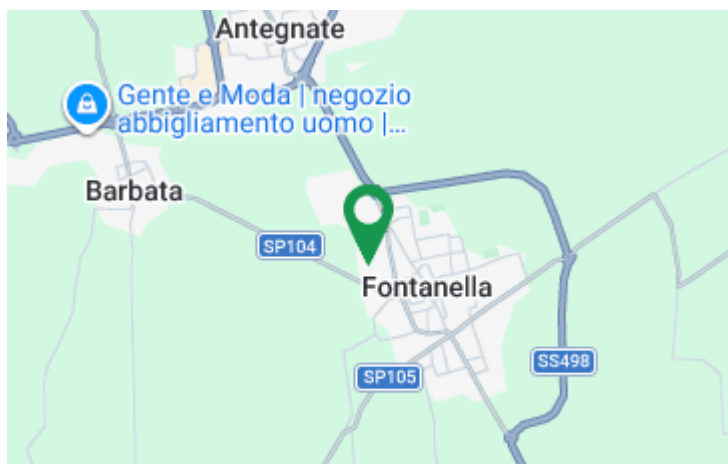 Antegnate
Gente e Moda | negozio
abbigliamento uomo |...
Barbata
SP104
Fontanella
SS498
SP105